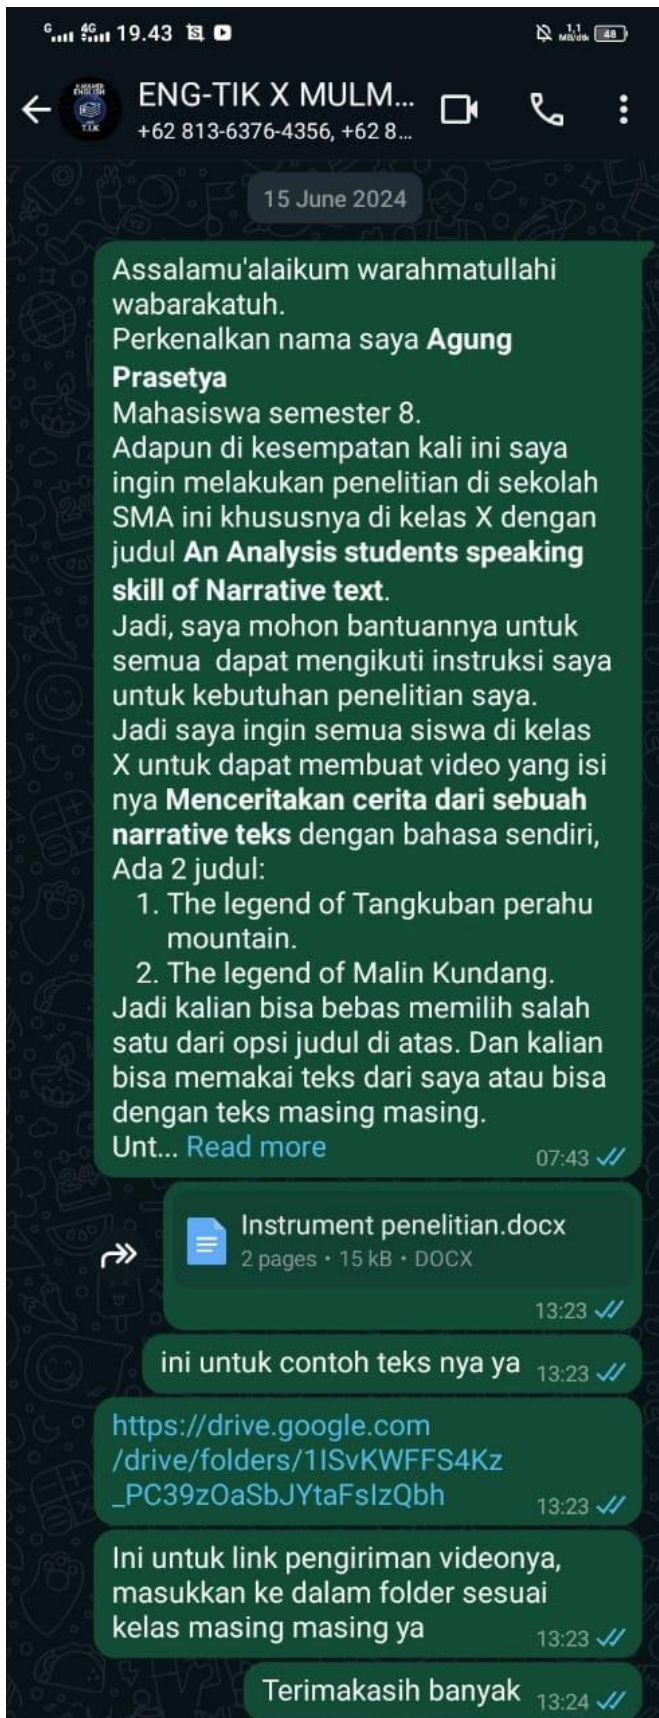 19.43
1,1
MB/dtk
48
ENG-TIK X MULM...
+62 813-6376-4356, +62 8...
15 June 2024
Assalamu'alaikum warahmatullahi
wabarakatuh.
Perkenalkan nama saya Agung
Prasetya
Mahasiswa semester 8.
Adapun di kesempatan kali ini saya
ingin melakukan penelitian di sekolah
SMA ini khususnya di kelas X dengan
judul An Analysis students speaking
skill of Narrative text.
Jadi, saya mohon bantuannya untuk
semua dapat mengikuti instruksi saya
untuk kebutuhan penelitian saya.
Jadi saya ingin semua siswa di kelas
X untuk dapat membuat video yang isi
nya Menceritakan cerita dari sebuah
narrative teks dengan bahasa sendiri,
Ada 2 judul:
1. The legend of Tangkuban perahu
mountain.
2. The legend of Malin Kundang.
Jadi kalian bisa bebas memilih salah
satu dari opsi judul di atas. Dan kalian
bisa memakai teks dari saya atau bisa
dengan teks masing masing.
Unt... Read more
07:43
Instrument penelitian.docx
2 pages • 15 kB • DOCX
13:23
ini untuk contoh teks nya ya 13:23
https://drive.google.com
/drive/folders/1ISvKWFFS4Kz
_PC39zOaSbJYtaFsIzQbh
13:23
Ini untuk link pengiriman videonya,
masukkan ke dalam folder sesuai
kelas masing masing ya
13:23
Terimakasih banyak 13:24